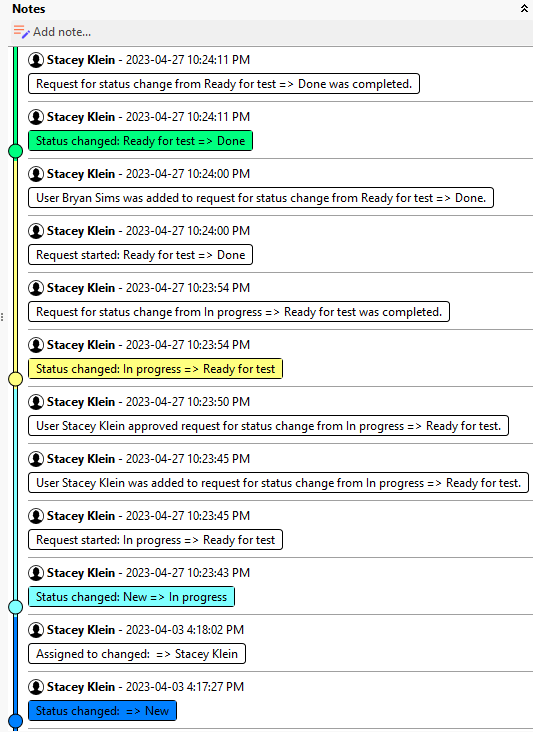 Notes
Add note...
Stacey Klein - 2023-04-27 10:24:11 PM
Request for status change from Ready for test => Done was completed.
Stacey Klein - 2023-04-27 10:24:11 PM
Status changed: Ready for test => Done
Stacey Klein - 2023-04-27 10:24:00 PM
User Bryan Sims was added to request for status change from Ready for test => Done.
Stacey Klein - 2023-04-27 10:24:00 PM
Request started: Ready for test => Done
Stacey Klein - 2023-04-27 10:23:54 PM
Request for status change from In progress => Ready for test was completed.
Stacey Klein - 2023-04-27 10:23:54 PM
Status changed: In progress => Ready for test
Stacey Klein - 2023-04-27 10:23:50 PM
User Stacey Klein approved request for status change from In progress => Ready for test.
Stacey Klein - 2023-04-27 10:23:45 PM
User Stacey Klein was added to request for status change from In progress => Ready for test.
Stacey Klein - 2023-04-27 10:23:45 PM
Request started: In progress => Ready for test
Stacey Klein - 2023-04-27 10:23:43 PM
Status changed: New => In progress
Stacey Klein - 2023-04-03 4:18:02 PM
Assigned to changed:  => Stacey Klein
Stacey Klein - 2023-04-03 4:17:27 PM
Status changed:  => New